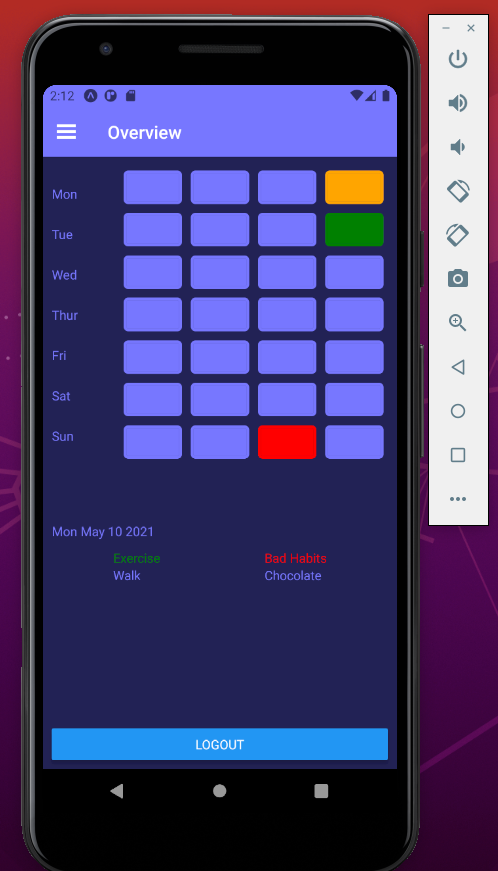 2:12
Overview
Mon
Tue
Wed
Thur
Fri
Sat
Sun
Mon May 10 2021
Exercise Bad Habits
Walk Chocolate
LOGOUT